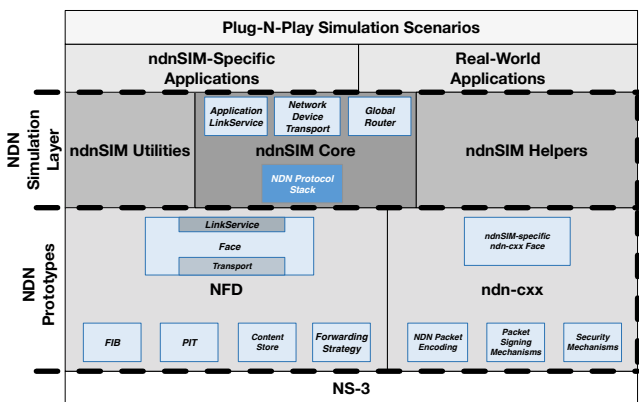 Plug-N-Play Simulation Scenarios
ndnSIM-Specific
Applications
Real-World
Applications
NDN
Simulation
Layer
ndnSIM Utilities
Application
LinkService
Network
Device
Transport
Global
Router
ndnSIM Core
NDN Protocol
Stack
ndnSIM Helpers
NDN
Prototypes
LinkService
Face
Transport
NFD
FIB
PIT
Content
Store
Forwarding
Strategy
ndnSIM-specific
ndn-cxx Face
ndn-cxx
NDN Packet
Encoding
Packet
Signing
Mechanisms
Security
Mechanisms
NS-3